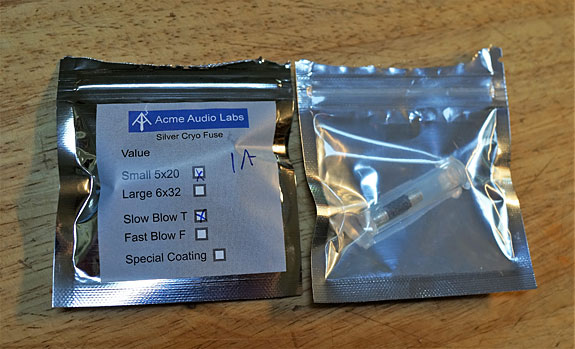 Acme Audio Labs
Silver Cryo Fuse
Value
1A
Small 5x20
Large 6x32
Slow Blow T
Fast Blow F
Special Coating